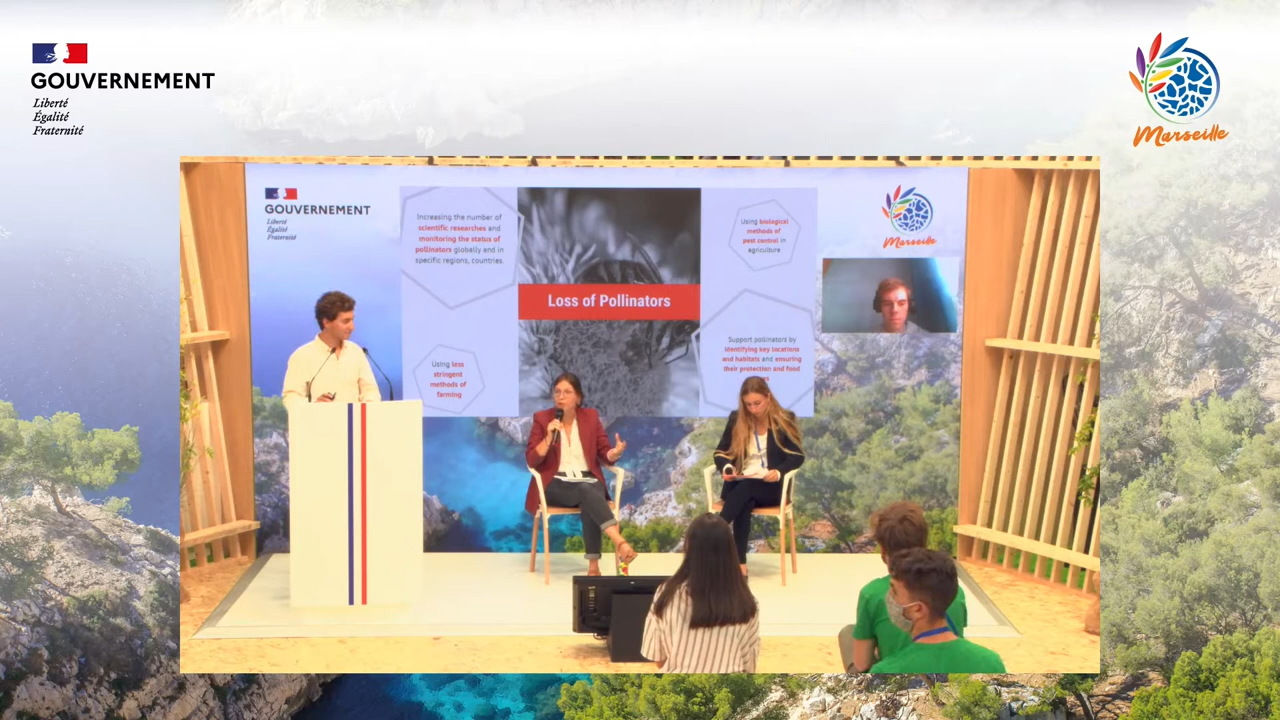 GOUVERNEMENT
Liberté
Égalité
Fraternité
Marseille
GOUVERNEMENT
Liberté
Égalité
Fraternité
Increasing the number of
scientific researches and
monitoring the status of
pollinators globelly end in
specific regions, countries.
Loss of Pollinators
Using biological
methods of
pest control in
agriculture
Marseille
Using less
stringent
methods of
farming
Support pollinators by
identifying key locations
and habitats and ensuring
their protection and food